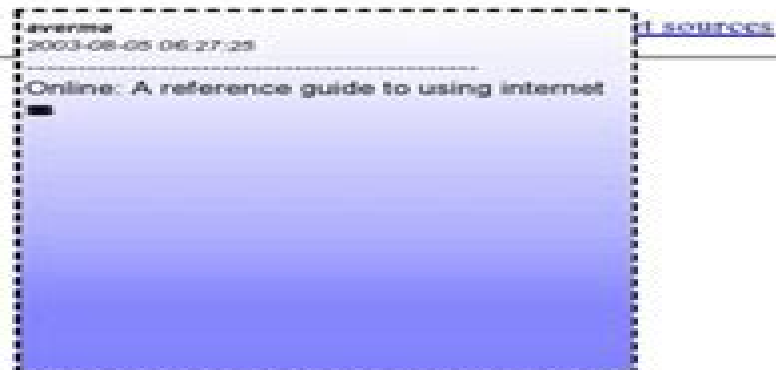 averma
2003-08-05 06:27:25
Online: A reference guide to using internet
sources